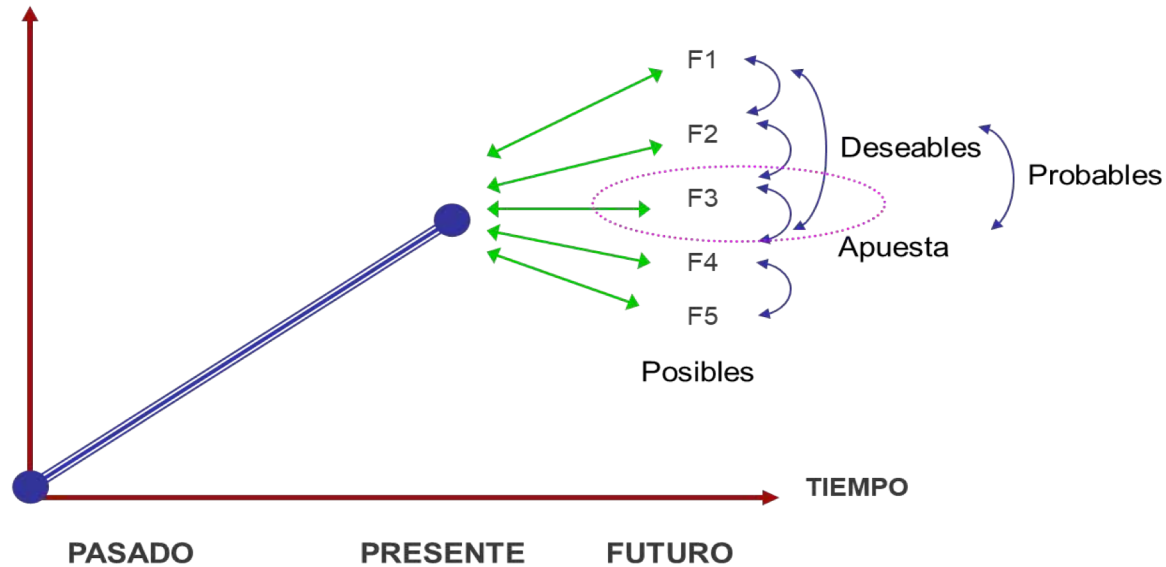 F1
F2
Deseables
Probables
F3
Apuesta
F4
F5
Posibles
TIEMPO
PASADO PRESENTE FUTURO